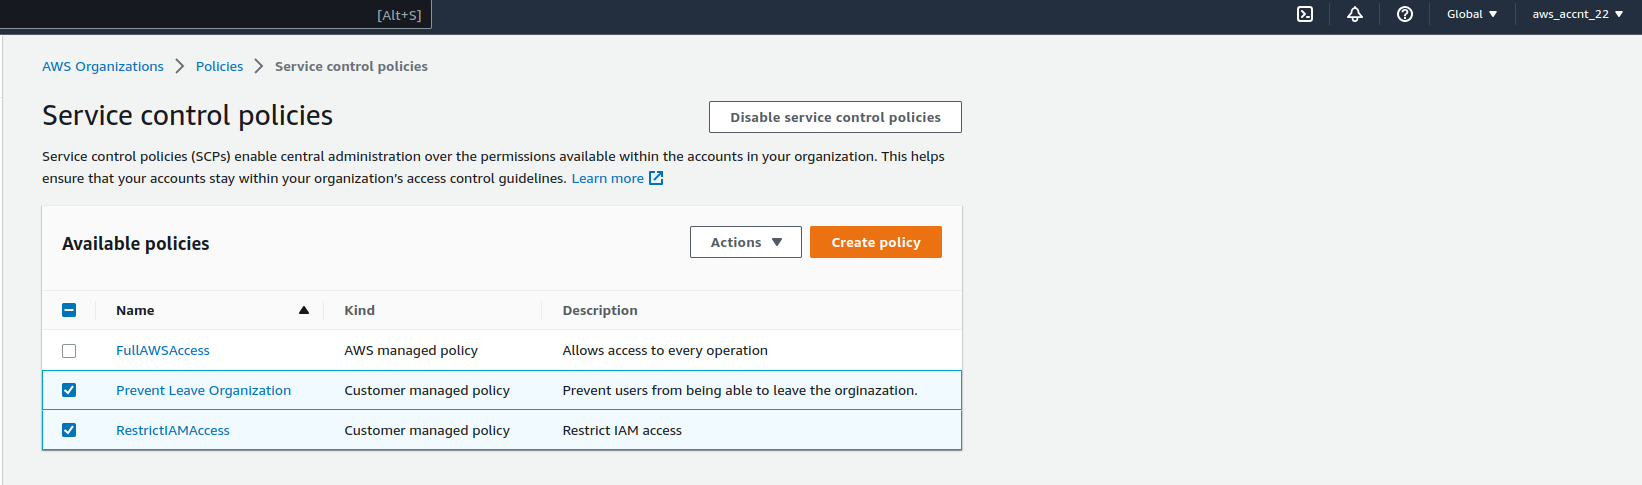 [Alt+S]
Global
aws_accnt_22
AWS Organizations
Policies
Service control policies
Service control policies
Disable service control policies
Service control policies (SCPs) enable central administration over the permissions available within the accounts in your organization. This helps
ensure that your accounts stay within your organization's access control guidelines. Learn more
Available policies
Actions
Create policy
Name Kind Description
FullAWSAccess AWS managed policy Allows access to every operation
Prevent Leave Organization Customer managed policy Prevent users from being able to leave the orginazation.
RestrictIAMAccess Customer managed policy Restrict IAM access